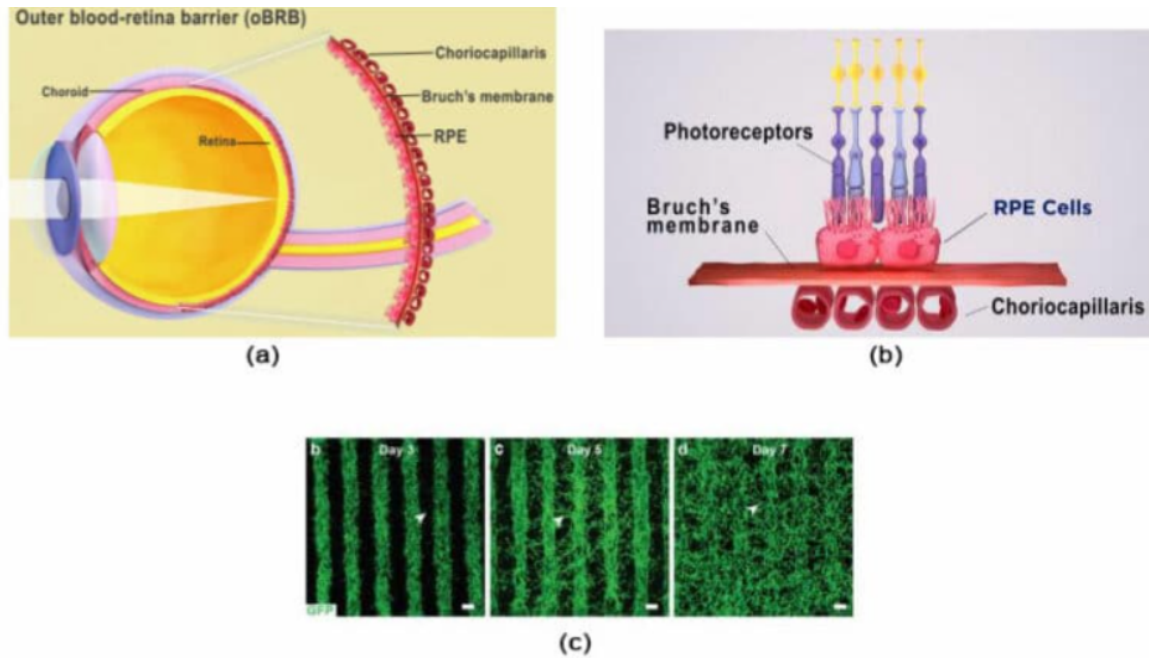 Outer blood-retina barrier (oBRB)
Choroid
Retina
Choriocapillaris
Bruch's membrane
RPE
(a)
Photoreceptors
Bruch's
membrane
RPE Cells
Choriocapillaris
(b)
b Day 3
c Day 5
d Day 7
GFP
(c)